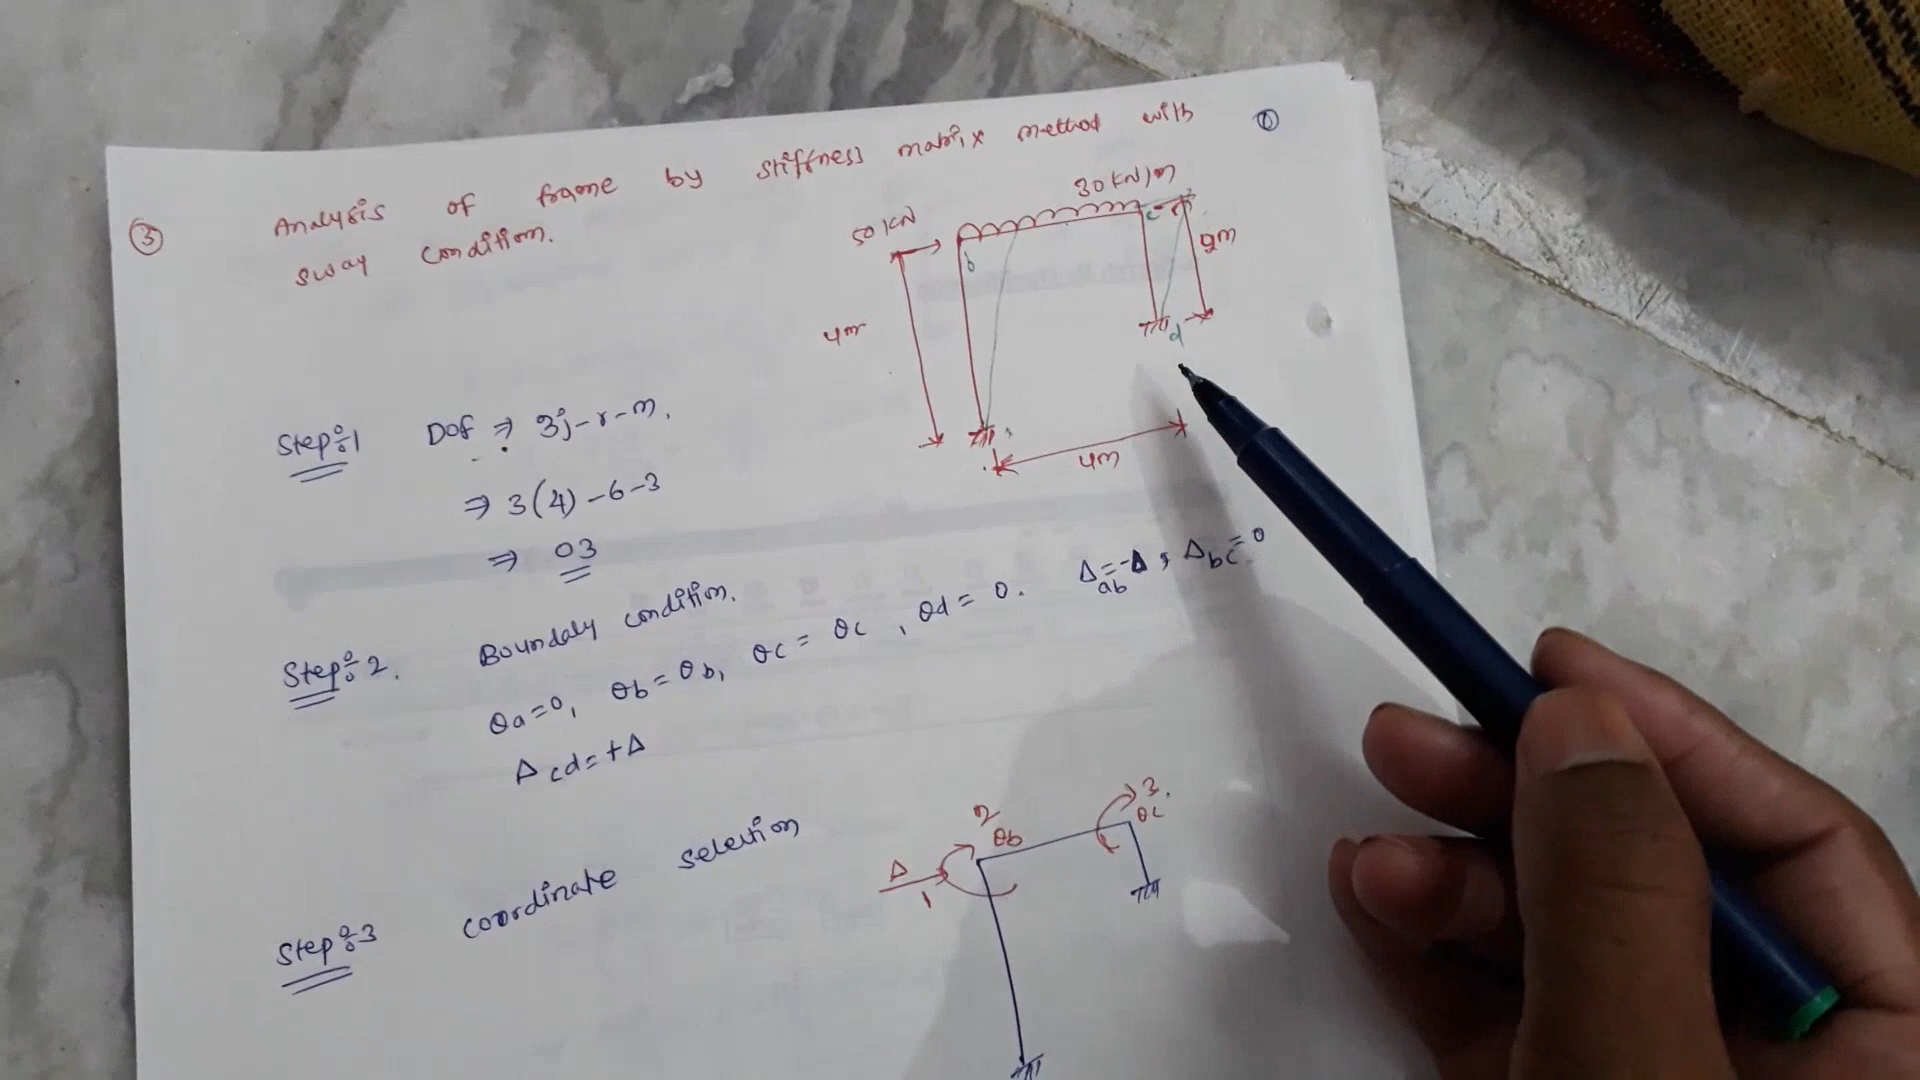 ③ Analysis of frame by stiffness matrix method with ①
sway condition.
50 KN
30 KN/m
b
c
4m
2m
d
4m
Step:1 Dof ⇒ 3j-r-m.
⇒ 3(4)-6-3
⇒ 03
Step:2. Boundary condition.
θa=0, θb=θb, θc=θc, θd=0. Δab=-Δ, Δbc=0
Δcd=+Δ
Step:3 coordinate selection
Δ
1
2
θb
3.
θc